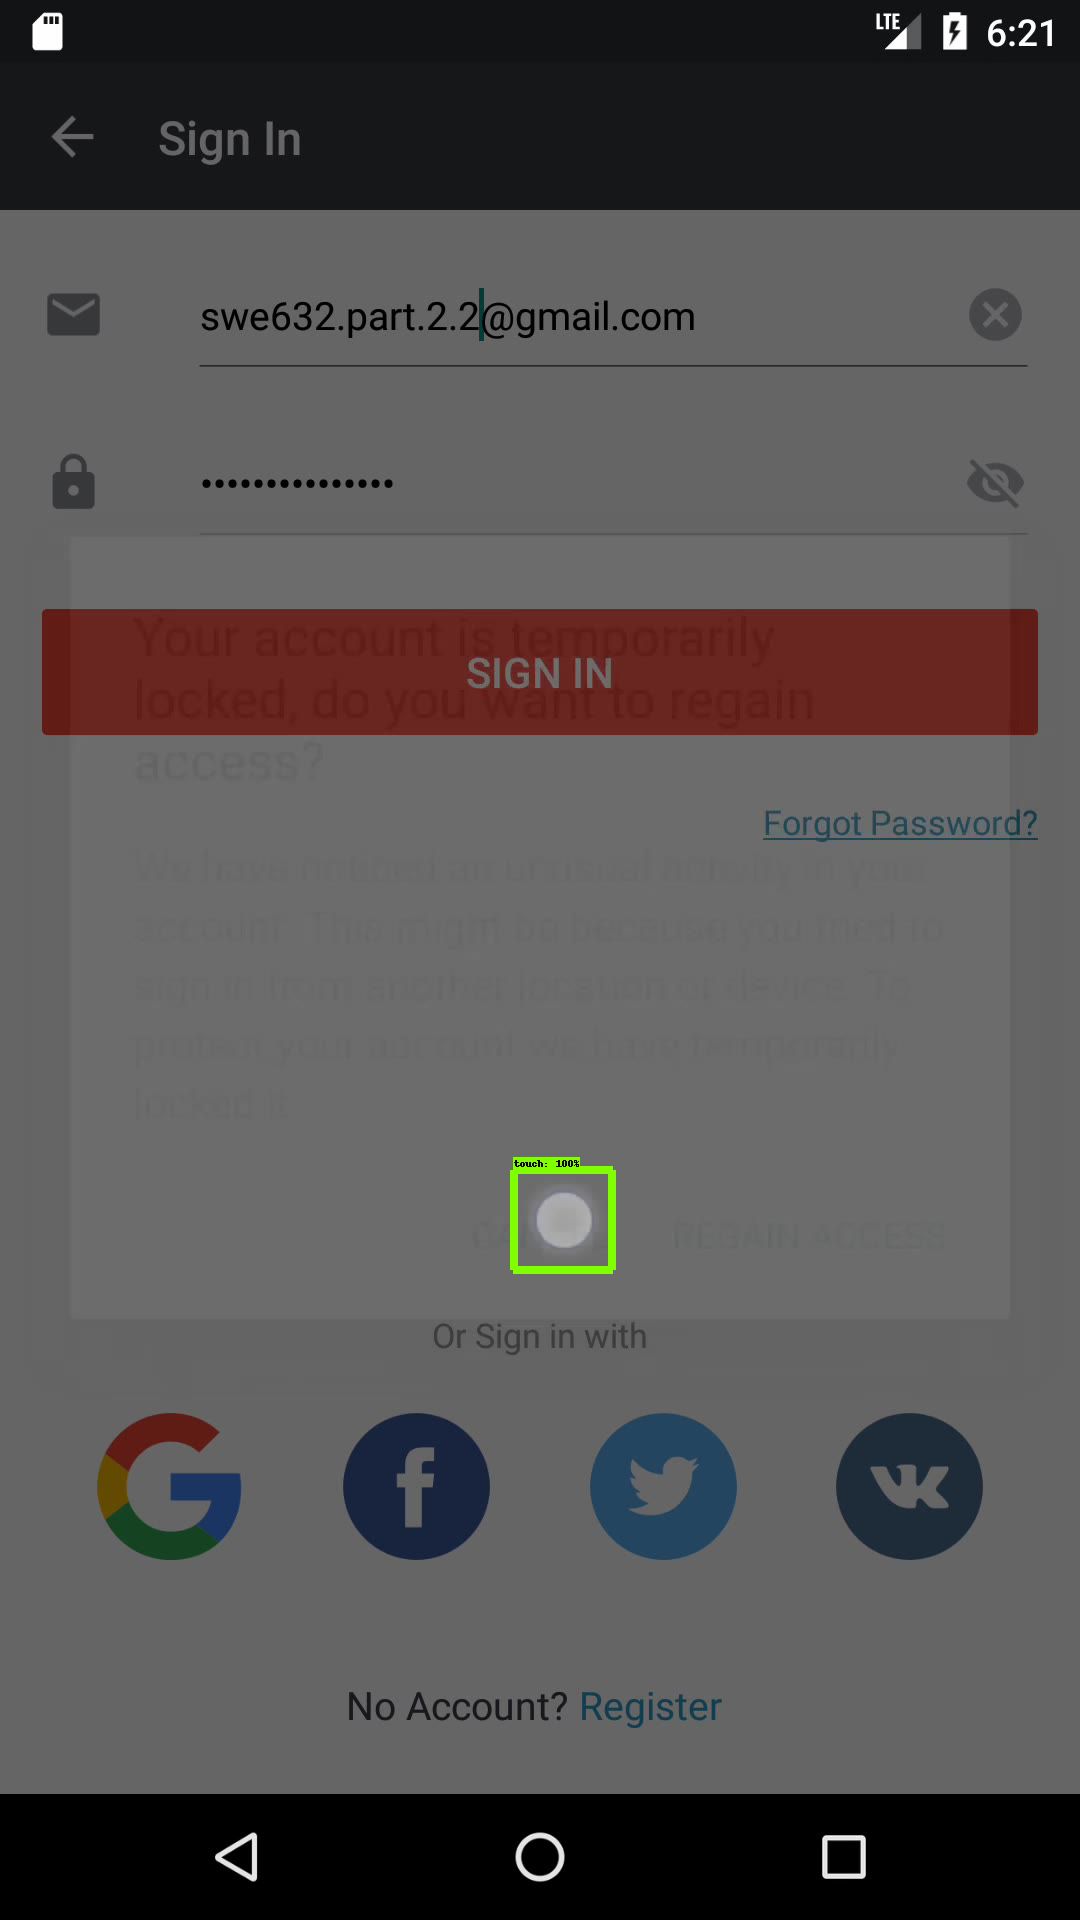 LTE 6:21
Sign In
swe632.part.2.2@gmail.com
•••••••••••••••
Your account is temporarily
SIGN IN
locked, do you want to regain
access?
Forgot Password?
We have noticed an unusual activity in your
account. This might be because you tried to
sign in from another location or device. To
protect your account we have temporarily
locked it.
touch: 100%
REGAIN ACCESS
Or Sign in with
No Account? Register